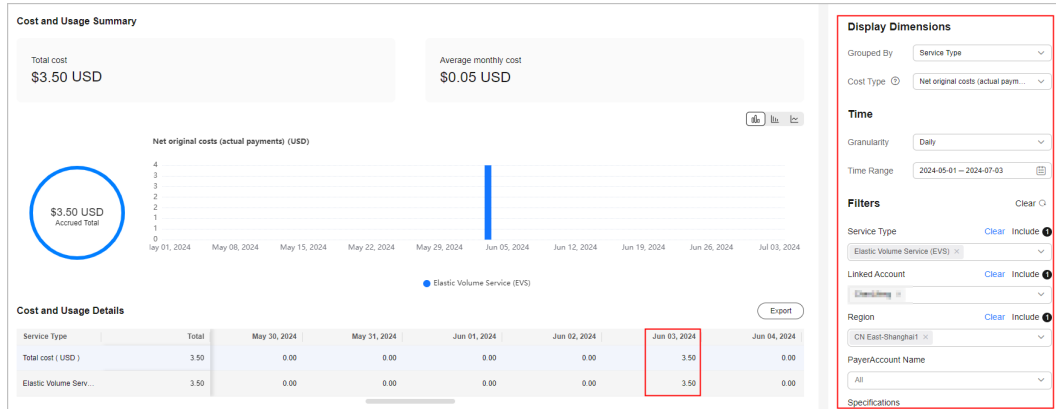 Cost and Usage Summary
Total cost
$3.50 USD
Average monthly cost
$0.05 USD
Net original costs (actual payments) (USD)
4
3
3
2
2
1
1
0
$3.50 USD
Accrued Total
lay 01, 2024 May 08, 2024 May 15, 2024 May 22, 2024 May 29, 2024 Jun 05, 2024 Jun 12, 2024 Jun 19, 2024 Jun 26, 2024 Jul 03, 2024
Elastic Volume Service (EVS)
Cost and Usage Details
Export
Service Type Total May 30, 2024 May 31, 2024 Jun 01, 2024 Jun 02, 2024 Jun 03, 2024 Jun 04, 2024
Total cost ( USD ) 3.50 0.00 0.00 0.00 0.00 3.50 0.00
Elastic Volume Serv... 3.50 0.00 0.00 0.00 0.00 3.50 0.00
Display Dimensions
Grouped By Service Type
Cost Type ? Net original costs (actual paym...
Time
Granularity Daily
Time Range 2024-05-01 – 2024-07-03
Filters Clear
Service Type Clear Include 1
Elastic Volume Service (EVS) ×
Linked Account Clear Include 1
Region Clear Include 1
CN East-Shanghai1 ×
PayerAccount Name
All
Specifications